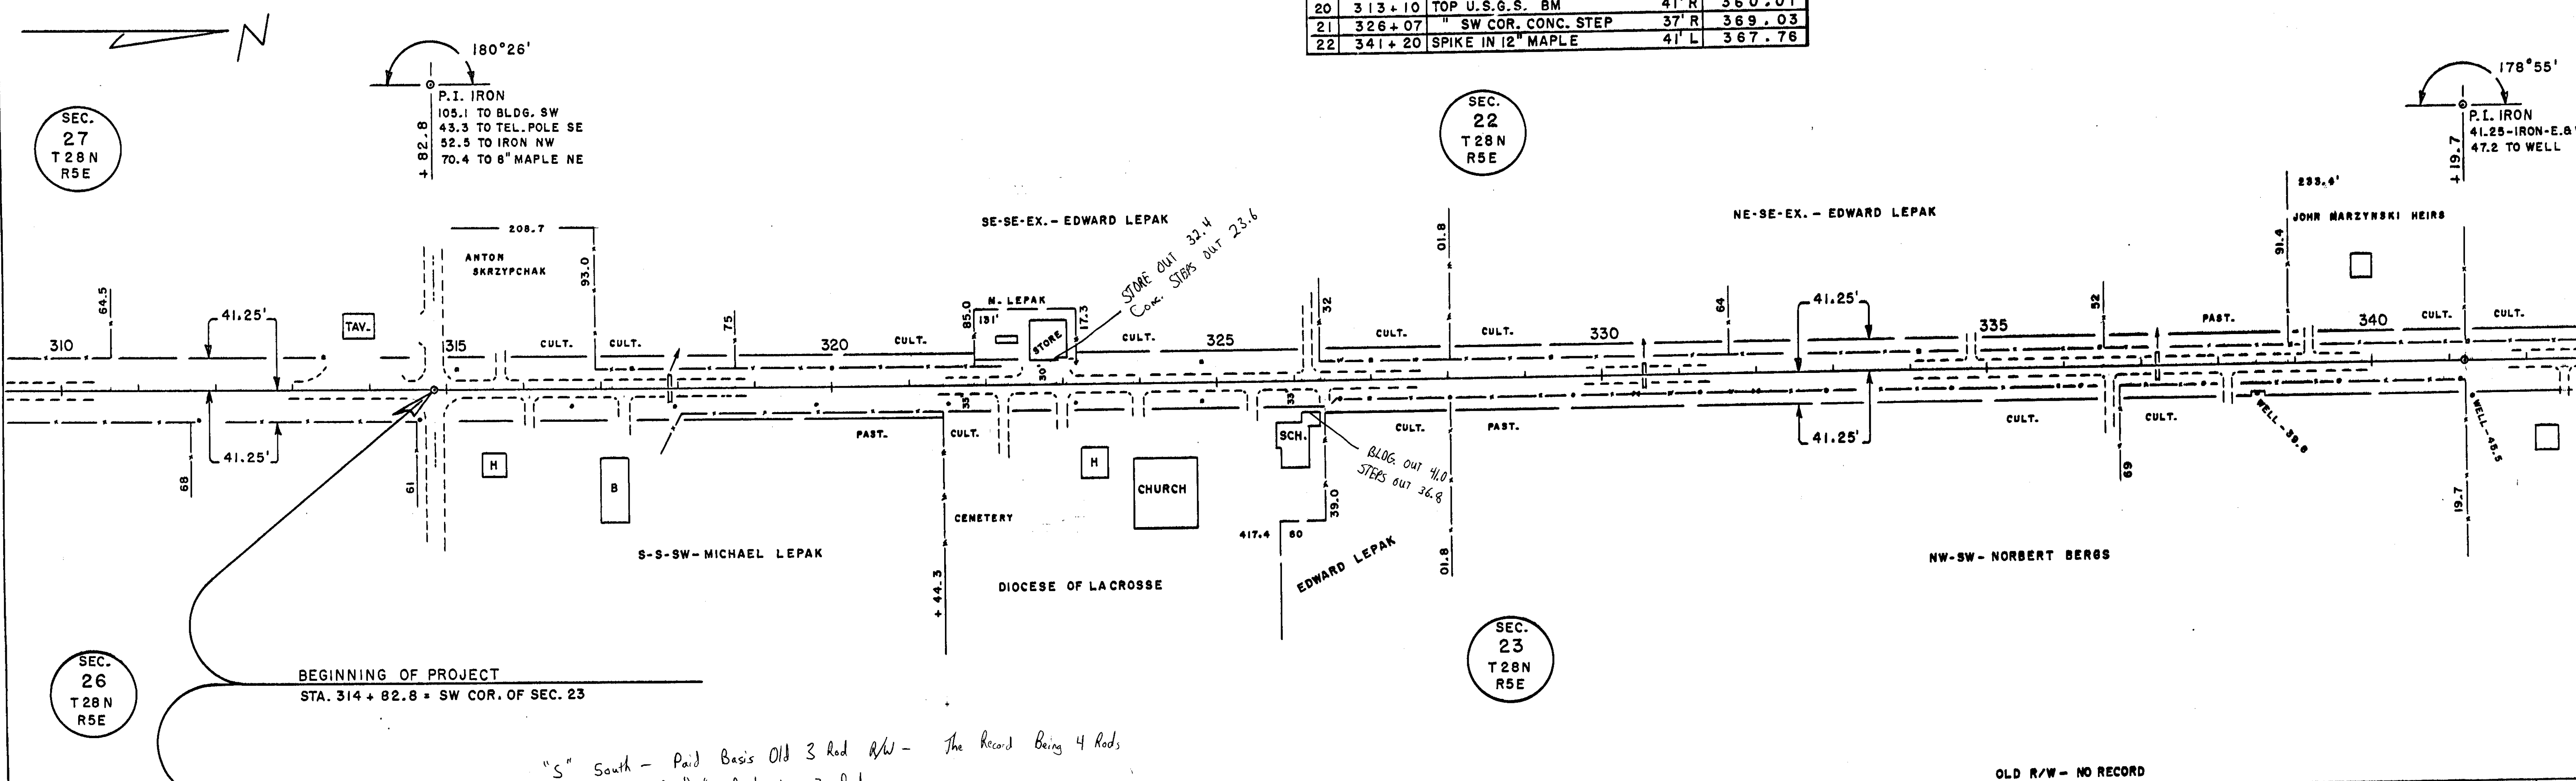 20 313+10 TOP U.S.G.S. BM 41' R 360.01
21 326+07 " SW COR. CONC. STEP 37' R 369.03
22 341+20 SPIKE IN 12" MAPLE 41' L 367.76
N
180°26'
P.I. IRON
105.1 TO BLDG. SW
43.3 TO TEL. POLE SE
52.5 TO IRON NW
70.4 TO 8" MAPLE NE
+82.8
SEC.
27
T28N
R5E
SEC.
22
T28N
R5E
178°55'
P.I. IRON
41.25-IRON-E.&
47.2 TO WELL
+19.7
233.4'
JOHN MARZYNSKI HEIRS
91.4
208.7
ANTON
SKRZYPCHAK
93.0
SE-SE-EX. - EDWARD LEPAK
STORE OUT 32.4
CONC. STEPS OUT 23.6
01.8
NE-SE-EX. - EDWARD LEPAK
64.5
41.25'
TAV.
75
85.0
M. LEPAK
131'
17.3
STORE
32
64
41.25'
52
310
315
CULT.
CULT.
320
CULT.
CULT.
325
CULT.
CULT.
330
CULT.
335
PAST.
340
CULT.
CULT.
30'
35
33
68
41.25'
61
H
B
PAST.
CULT.
H
CHURCH
SCH.
BLDG. OUT 41.0
STEPS OUT 36.8
CULT.
PAST.
41.25'
CULT.
CULT.
69
WELL-39.6
WELL-45.5
19.7
CEMETERY
39.0
417.4
60
EDWARD LEPAK
01.8
S-S-SW-MICHAEL LEPAK
+44.3
DIOCESE OF LACROSSE
NW-SW-NORBERT BERGS
SEC.
26
T28N
R5E
BEGINNING OF PROJECT
STA. 314+82.8 = SW COR. OF SEC. 23
SEC.
23
T28N
R5E
"S" South - Paid Basis Old 3 Rod R/W - The Record Being 4 Rods
OLD R/W - NO RECORD